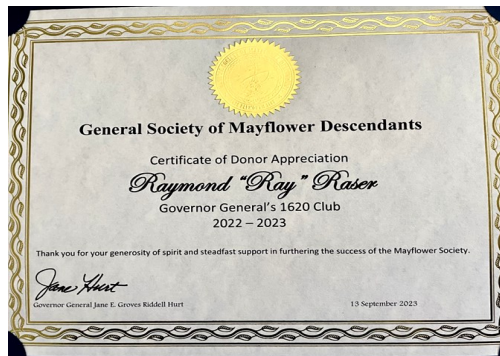 General Society of Mayflower Descendants
Certificate of Donor Appreciation
Raymond "Ray" Raser
Governor General's 1620 Club
2022 – 2023
Thank you for your generosity of spirit and steadfast support in furthering the success of the Mayflower Society.
Jane Hurt
Governor General Jane E. Groves Riddell Hurt
13 September 2023